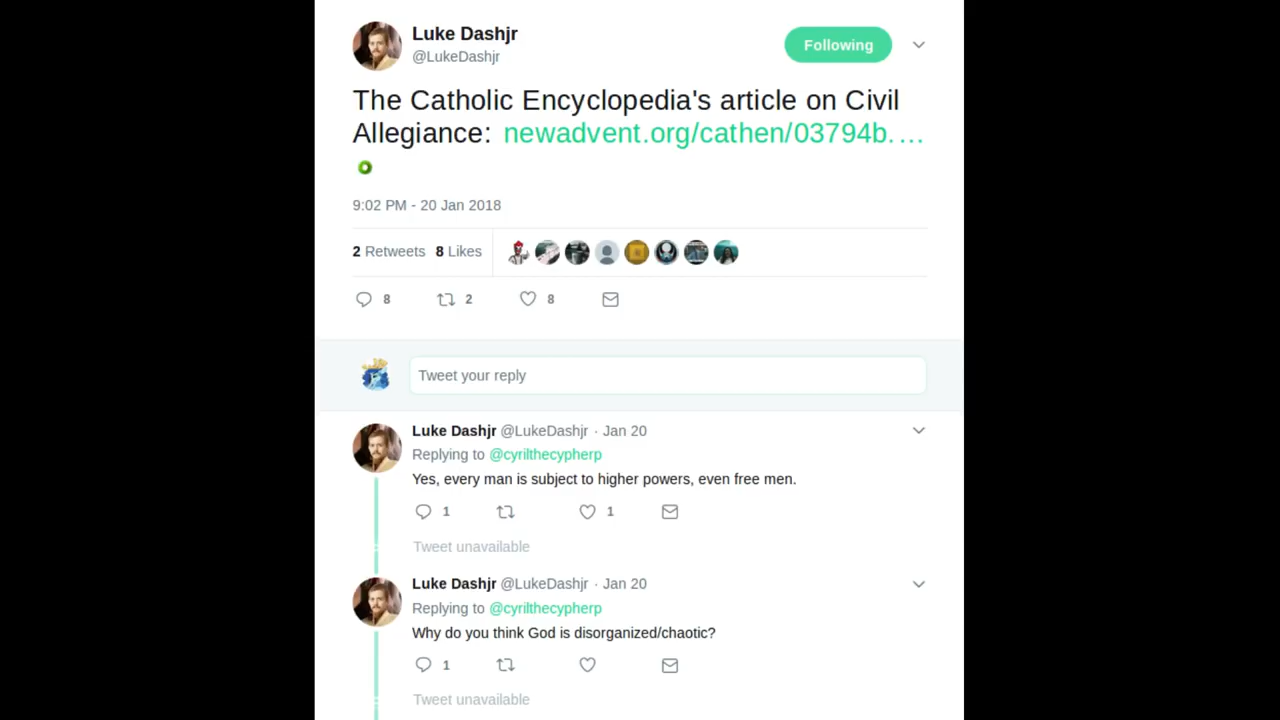 Luke Dashjr
@LukeDashjr
Following
The Catholic Encyclopedia's article on Civil
Allegiance: newadvent.org/cathen/03794b. …
9:02 PM - 20 Jan 2018
2 Retweets 8 Likes
8 2 8
Tweet your reply
Luke Dashjr @LukeDashjr · Jan 20
Replying to @cyrilthecypherp
Yes, every man is subject to higher powers, even free men.
1 1
Tweet unavailable
Luke Dashjr @LukeDashjr · Jan 20
Replying to @cyrilthecypherp
Why do you think God is disorganized/chaotic?
1
Tweet unavailable